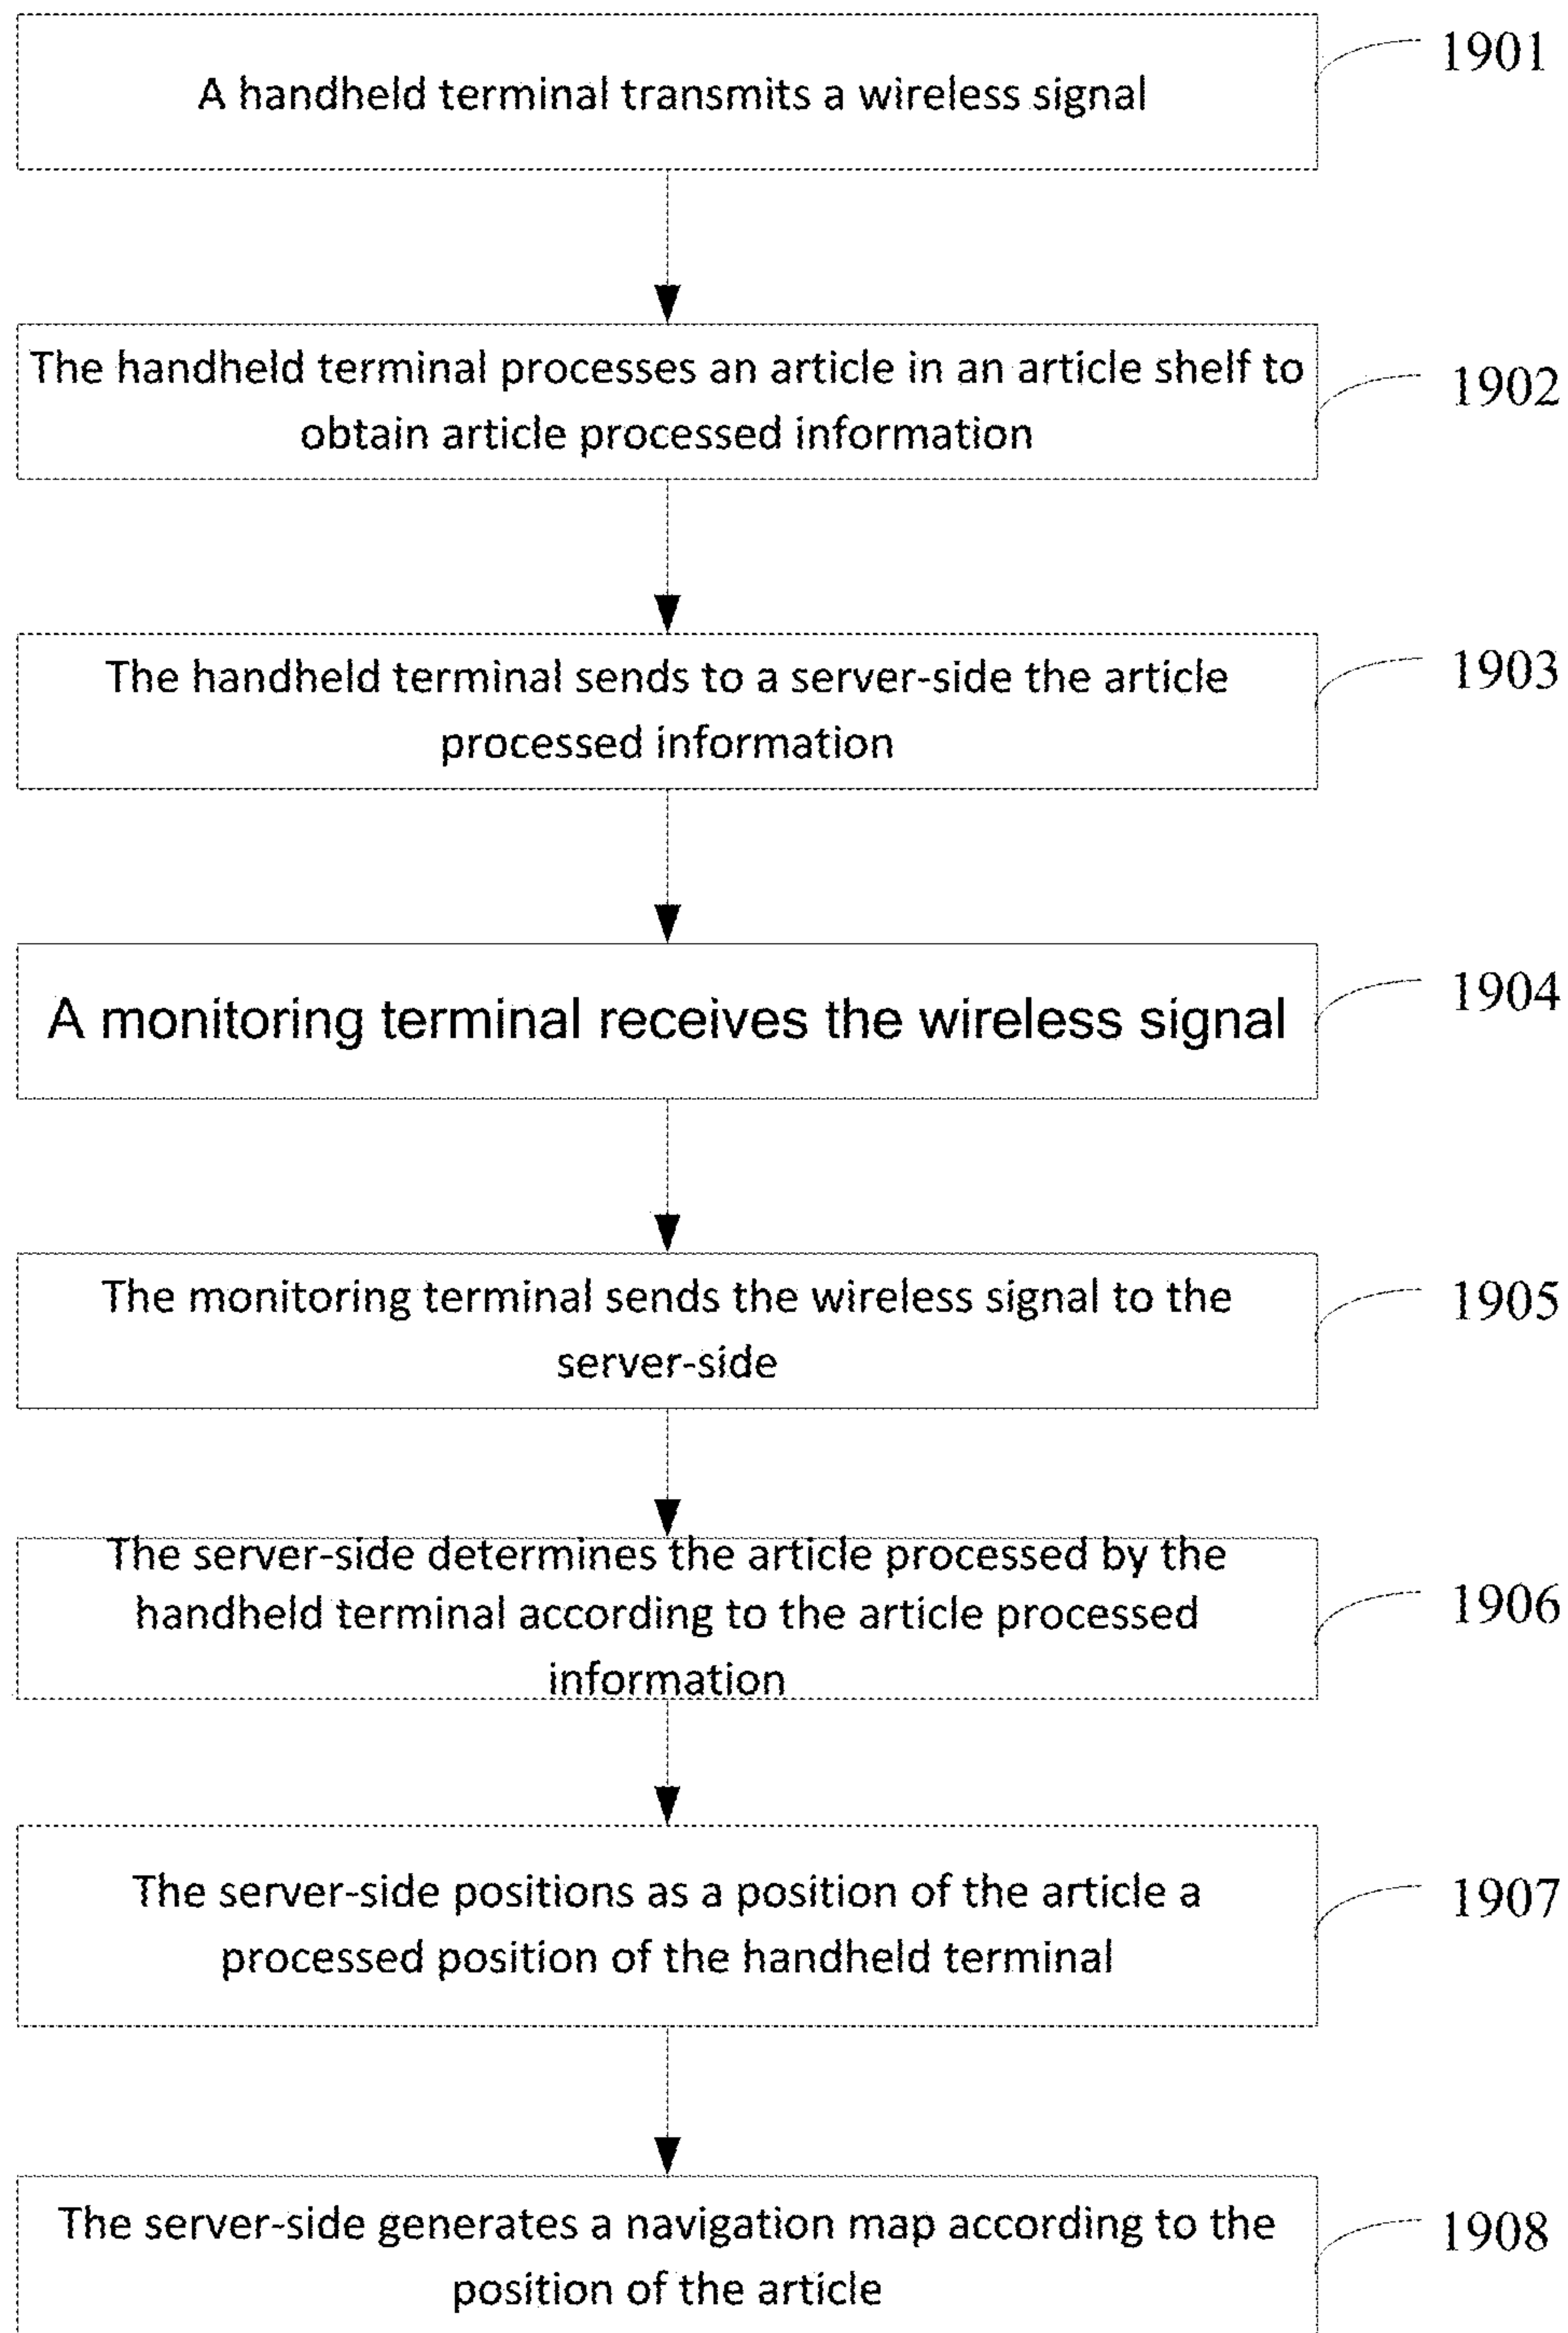 A handheld terminal transmits a wireless signal
1901
The handheld terminal processes an article in an article shelf to
obtain article processed information
1902
The handheld terminal sends to a server-side the article
processed information
1903
A monitoring terminal receives the wireless signal
1904
The monitoring terminal sends the wireless signal to the
server-side
1905
The server-side determines the article processed by the
handheld terminal according to the article processed
information
1906
The server-side positions as a position of the article a
processed position of the handheld terminal
1907
The server-side generates a navigation map according to the
position of the article
1908